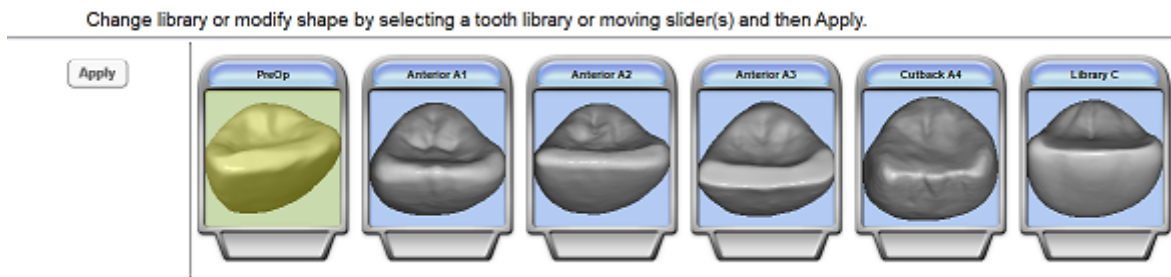 Change library or modify shape by selecting a tooth library or moving slider(s) and then Apply.
Apply
PreOp
Anterior A1
Anterior A2
Anterior A3
Cutback A4
Library C